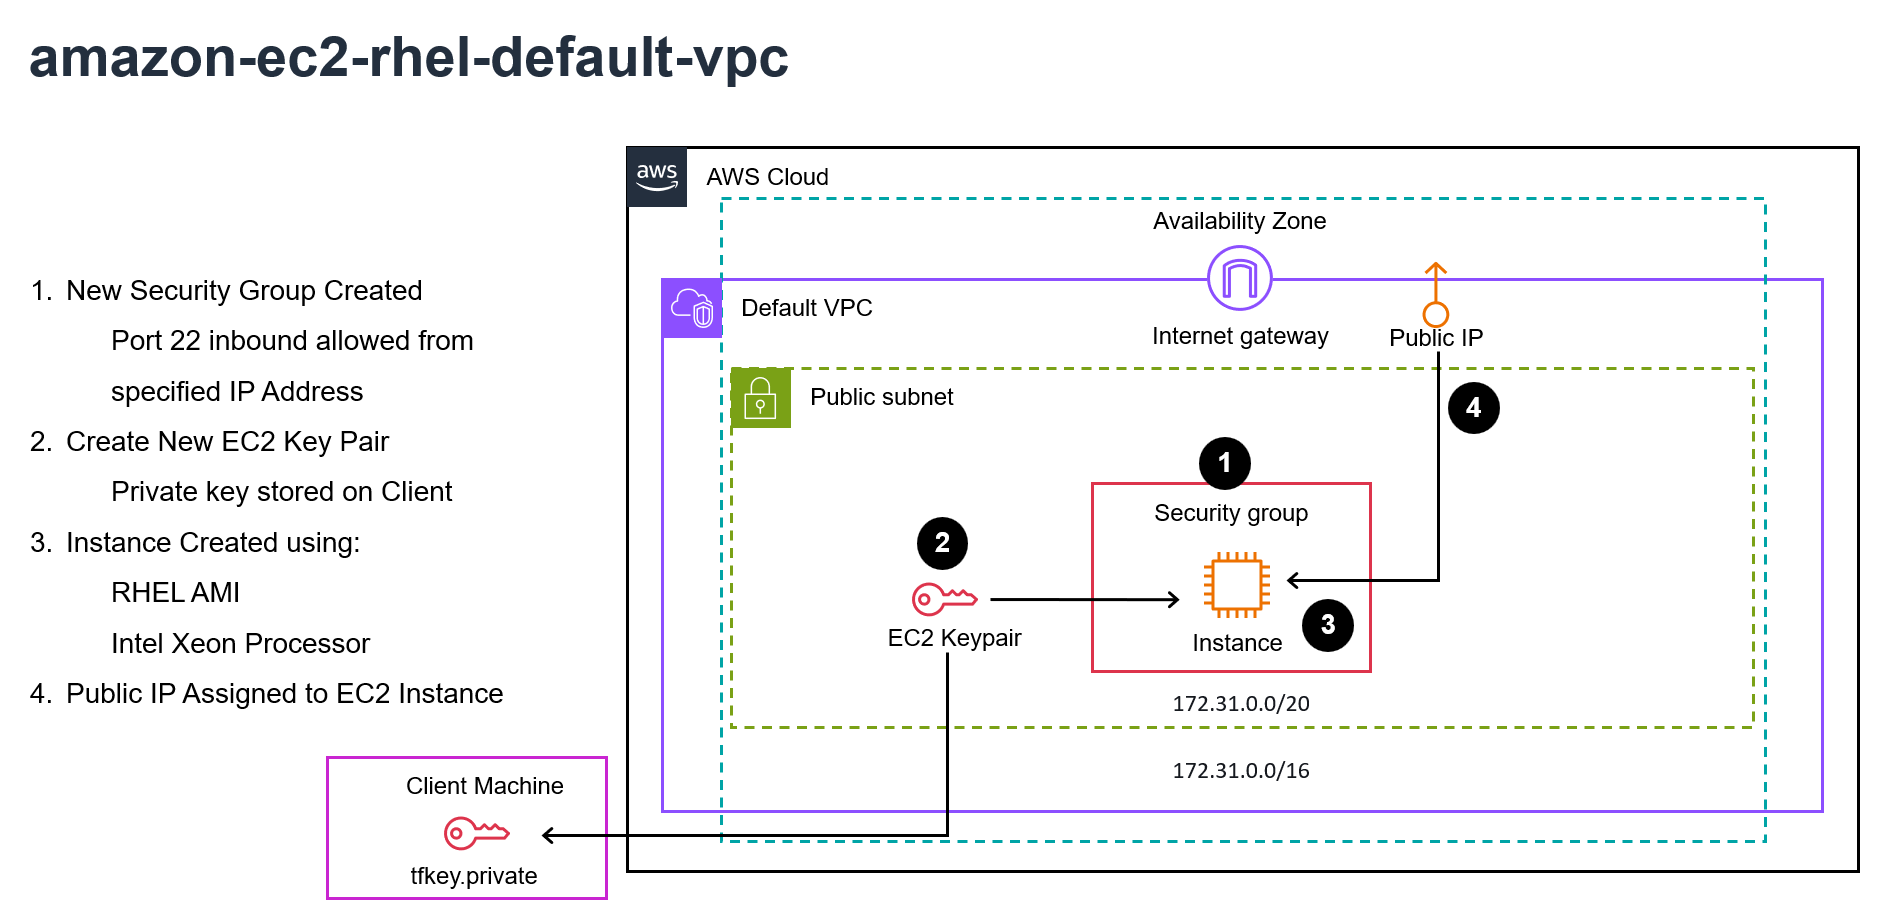 amazon-ec2-rhel-default-vpc
1. New Security Group Created
Port 22 inbound allowed from
specified IP Address
2. Create New EC2 Key Pair
Private key stored on Client
3. Instance Created using:
RHEL AMI
Intel Xeon Processor
4. Public IP Assigned to EC2 Instance
aws
AWS Cloud
Availability Zone
Default VPC
Internet gateway
Public IP
Public subnet
4
1
Security group
2
EC2 Keypair
Instance
3
172.31.0.0/20
172.31.0.0/16
Client Machine
tfkey.private